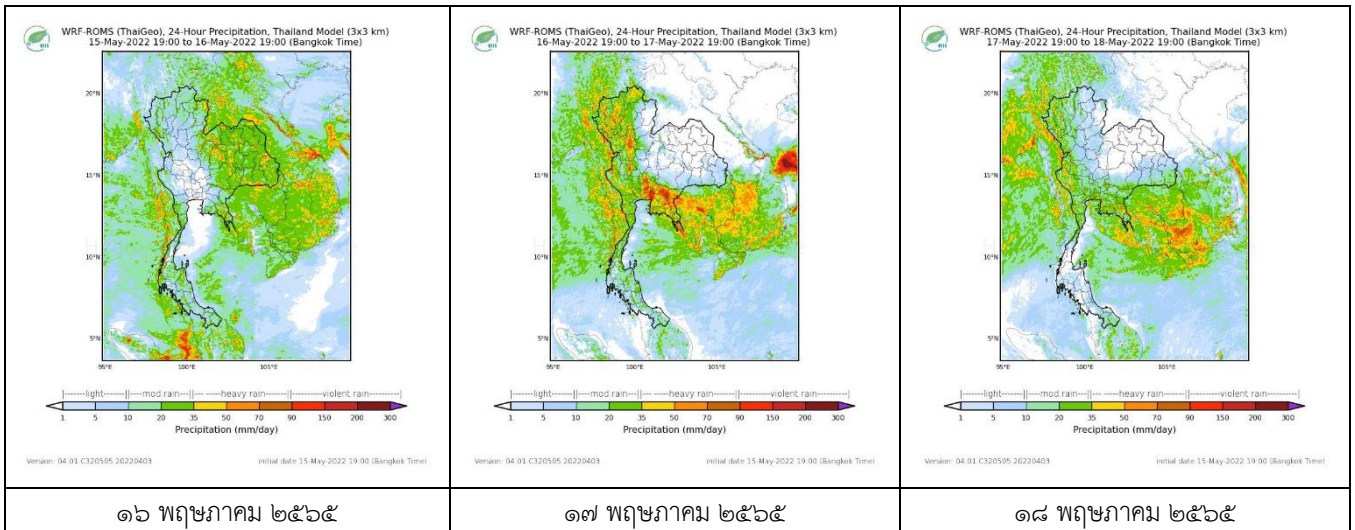 WRF-ROMS (ThaiGeo), 24-Hour Precipitation, Thailand Model (3x3 km)
15-May-2022 19:00 to 16-May-2022 19:00 (Bangkok Time)
HII
20°N
15°N
10°N
5°N
95°E 100°E 105°E
|-------light-------||---mod.rain---||--- ----heavy rain----||-------violent rain-------|
1 5 10 20 35 50 70 90 150 200 300
Precipitation (mm/day)
Version: 04.01.C320505.20220403 initial date 15-May-2022 19:00 (Bangkok Time)
๑๖ พฤษภาคม ๒๕๖๕
WRF-ROMS (ThaiGeo), 24-Hour Precipitation, Thailand Model (3x3 km)
16-May-2022 19:00 to 17-May-2022 19:00 (Bangkok Time)
HII
20°N
15°N
10°N
5°N
95°E 100°E 105°E
|-------light-------||---mod.rain---||--- ----heavy rain----||-------violent rain-------|
1 5 10 20 35 50 70 90 150 200 300
Precipitation (mm/day)
Version: 04.01.C320505.20220403 initial date 15-May-2022 19:00 (Bangkok Time)
๑๗ พฤษภาคม ๒๕๖๕
WRF-ROMS (ThaiGeo), 24-Hour Precipitation, Thailand Model (3x3 km)
17-May-2022 19:00 to 18-May-2022 19:00 (Bangkok Time)
HII
20°N
15°N
10°N
5°N
95°E 100°E 105°E
|-------light-------||---mod.rain---||--- ----heavy rain----||-------violent rain-------|
1 5 10 20 35 50 70 90 150 200 300
Precipitation (mm/day)
Version: 04.01.C320505.20220403 initial date 15-May-2022 19:00 (Bangkok Time)
๑๘ พฤษภาคม ๒๕๖๕